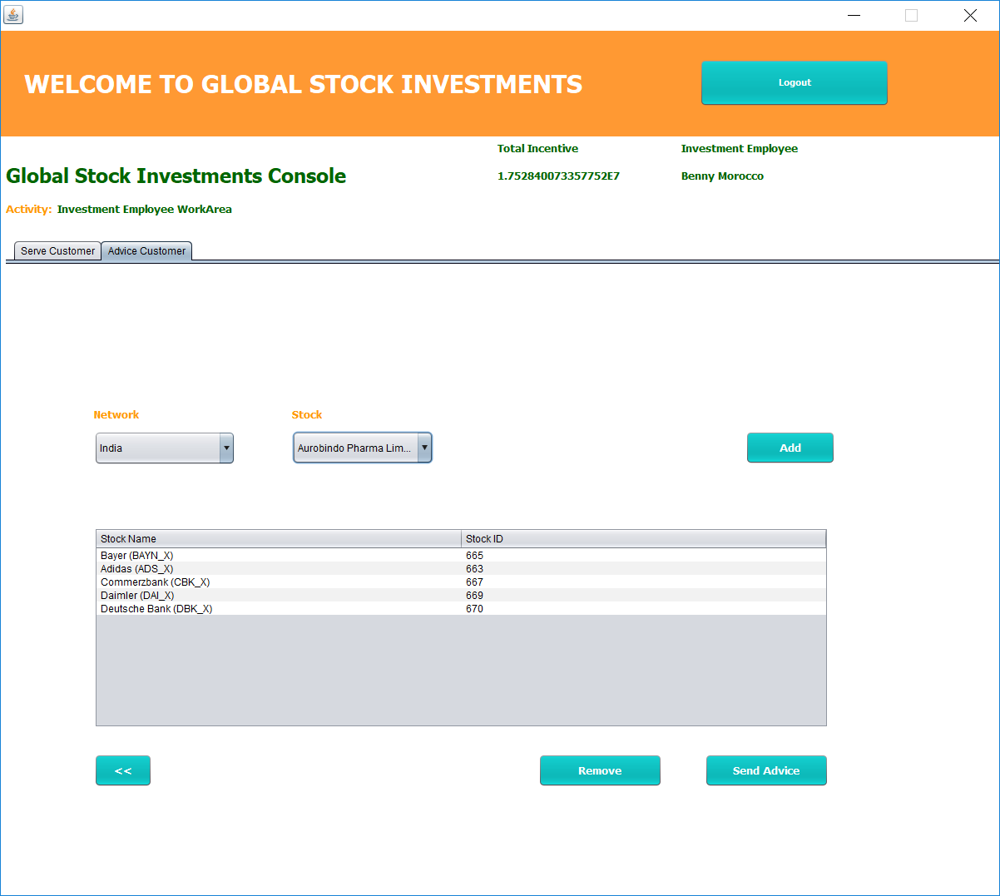 WELCOME TO GLOBAL STOCK INVESTMENTS
Logout
Total Incentive
Investment Employee
Global Stock Investments Console
1.752840073357752E7
Benny Morocco
Activity: Investment Employee WorkArea
Serve Customer
Advice Customer
Network
Stock
India
Aurobindo Pharma Lim...
Add
Stock Name
Stock ID
Bayer (BAYN_X)
665
Adidas (ADS_X)
663
Commerzbank (CBK_X)
667
Daimler (DAI_X)
669
Deutsche Bank (DBK_X)
670
<<
Remove
Send Advice